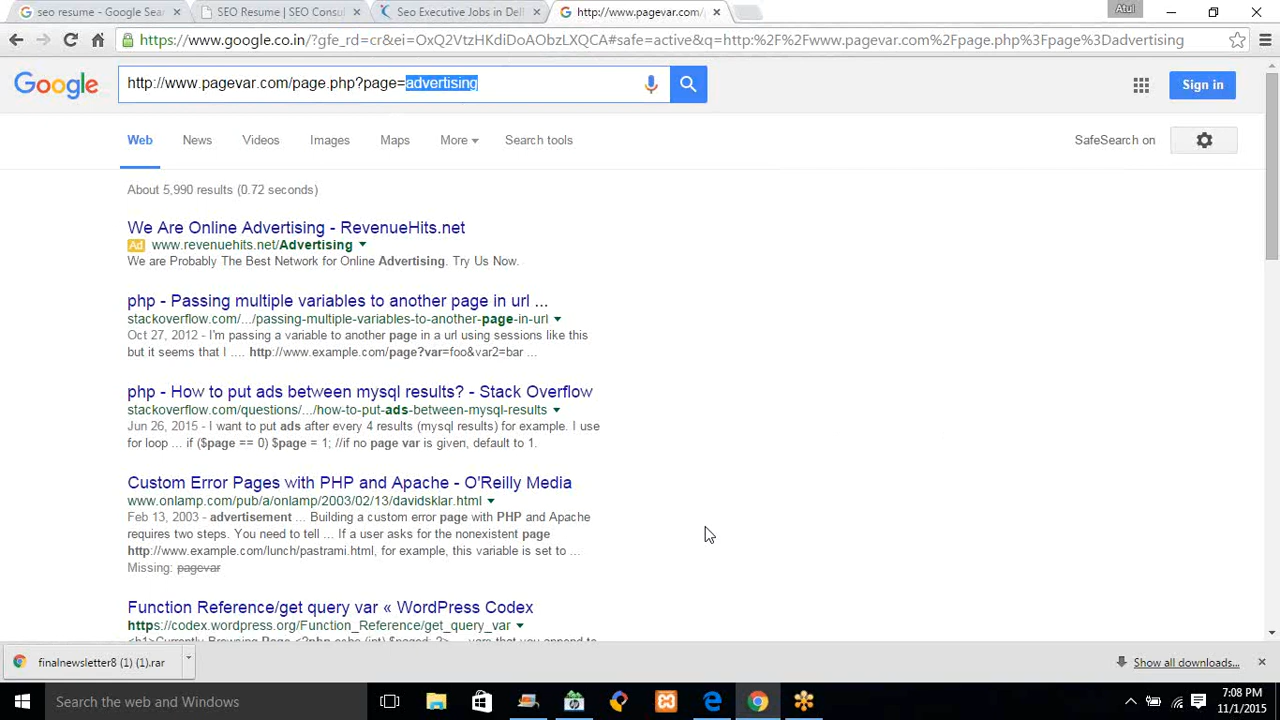 seo resume - Google Sear
SEO Resume | SEO Consul
Seo Executive Jobs in Del
http://www.pagevar.com/
Atul
https://www.google.co.in/?gfe_rd=cr&ei=OxQ2VtzHKdiDoAObzLXQCA#safe=active&q=http:%2F%2Fwww.pagevar.com%2Fpage.php%3Fpage%3Dadvertising
Google
http://www.pagevar.com/page.php?page=advertising
Sign in
Web News Videos Images Maps More Search tools SafeSearch on
About 5,990 results (0.72 seconds)
We Are Online Advertising - RevenueHits.net
Ad www.revenuehits.net/Advertising
We are Probably The Best Network for Online Advertising. Try Us Now.
php - Passing multiple variables to another page in url ...
stackoverflow.com/.../passing-multiple-variables-to-another-page-in-url
Oct 27, 2012 - I'm passing a variable to another page in a url using sessions like this
but it seems that I .... http://www.example.com/page?var=foo&var2=bar ...
php - How to put ads between mysql results? - Stack Overflow
stackoverflow.com/questions/.../how-to-put-ads-between-mysql-results
Jun 26, 2015 - I want to put ads after every 4 results (mysql results) for example. I use
for loop ... if ($page == 0) $page = 1; //if no page var is given, default to 1.
Custom Error Pages with PHP and Apache - O'Reilly Media
www.onlamp.com/pub/a/onlamp/2003/02/13/davidsklar.html
Feb 13, 2003 - advertisement ... Building a custom error page with PHP and Apache
requires two steps. You need to tell ... If a user asks for the nonexistent page
http://www.example.com/lunch/pastrami.html, for example, this variable is set to ...
Missing: pagevar
Function Reference/get query var « WordPress Codex
https://codex.wordpress.org/Function_Reference/get_query_var
<h1>Currently Browsing Page <?php echo (int) $paged; ?> ... vars that you append to
finalnewsletter8 (1) (1).rar
Show all downloads...
Search the web and Windows
7:08 PM
11/1/2015